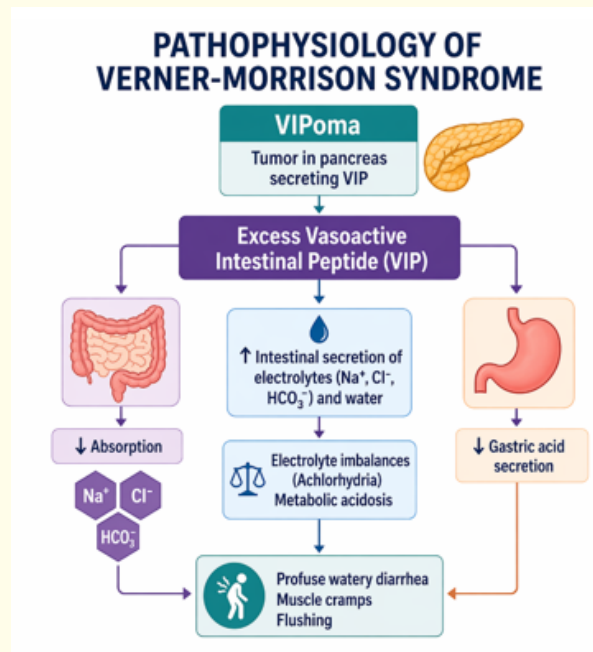 PATHOPHYSIOLOGY OF
VERNER-MORRISON SYNDROME
VIPoma
Tumor in pancreas
secreting VIP
Excess Vasoactive
Intestinal Peptide (VIP)
↓ Absorption
Na⁺
Cl⁻
HCO₃⁻
↑ Intestinal secretion of
electrolytes (Na⁺, Cl⁻,
HCO₃⁻) and water
Electrolyte imbalances
(Achlorhydria)
Metabolic acidosis
↓ Gastric acid
secretion
Profuse watery diarrhea
Muscle cramps
Flushing